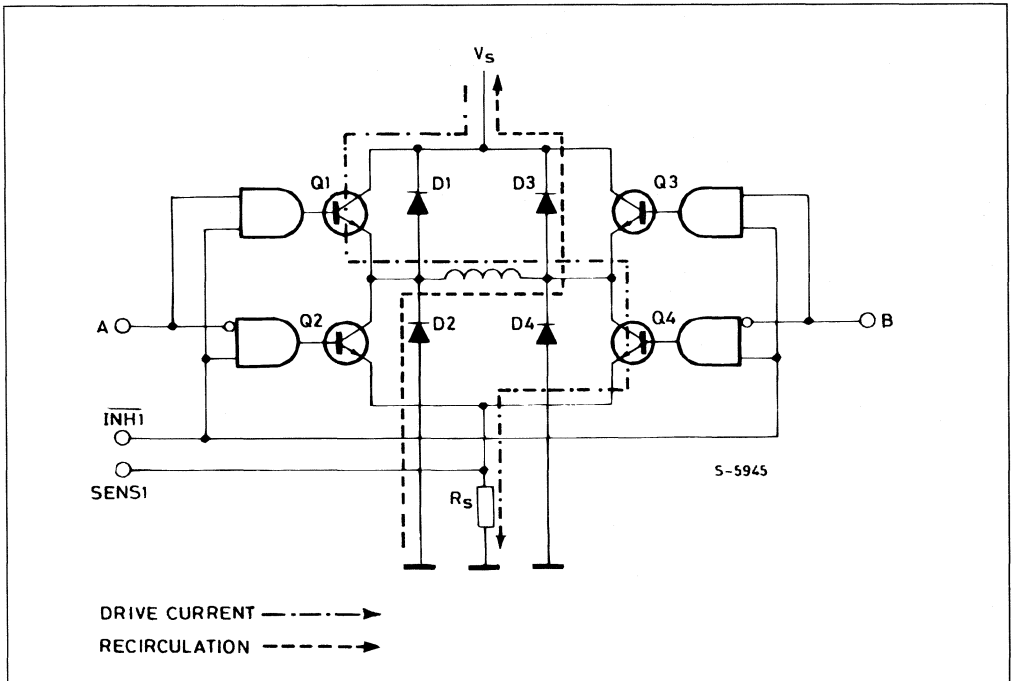 Vs
Q1
D1
D3
Q3
A
Q2
D2
D4
Q4
B
INH1
SENS1
Rs
S-5945
DRIVE CURRENT
RECIRCULATION